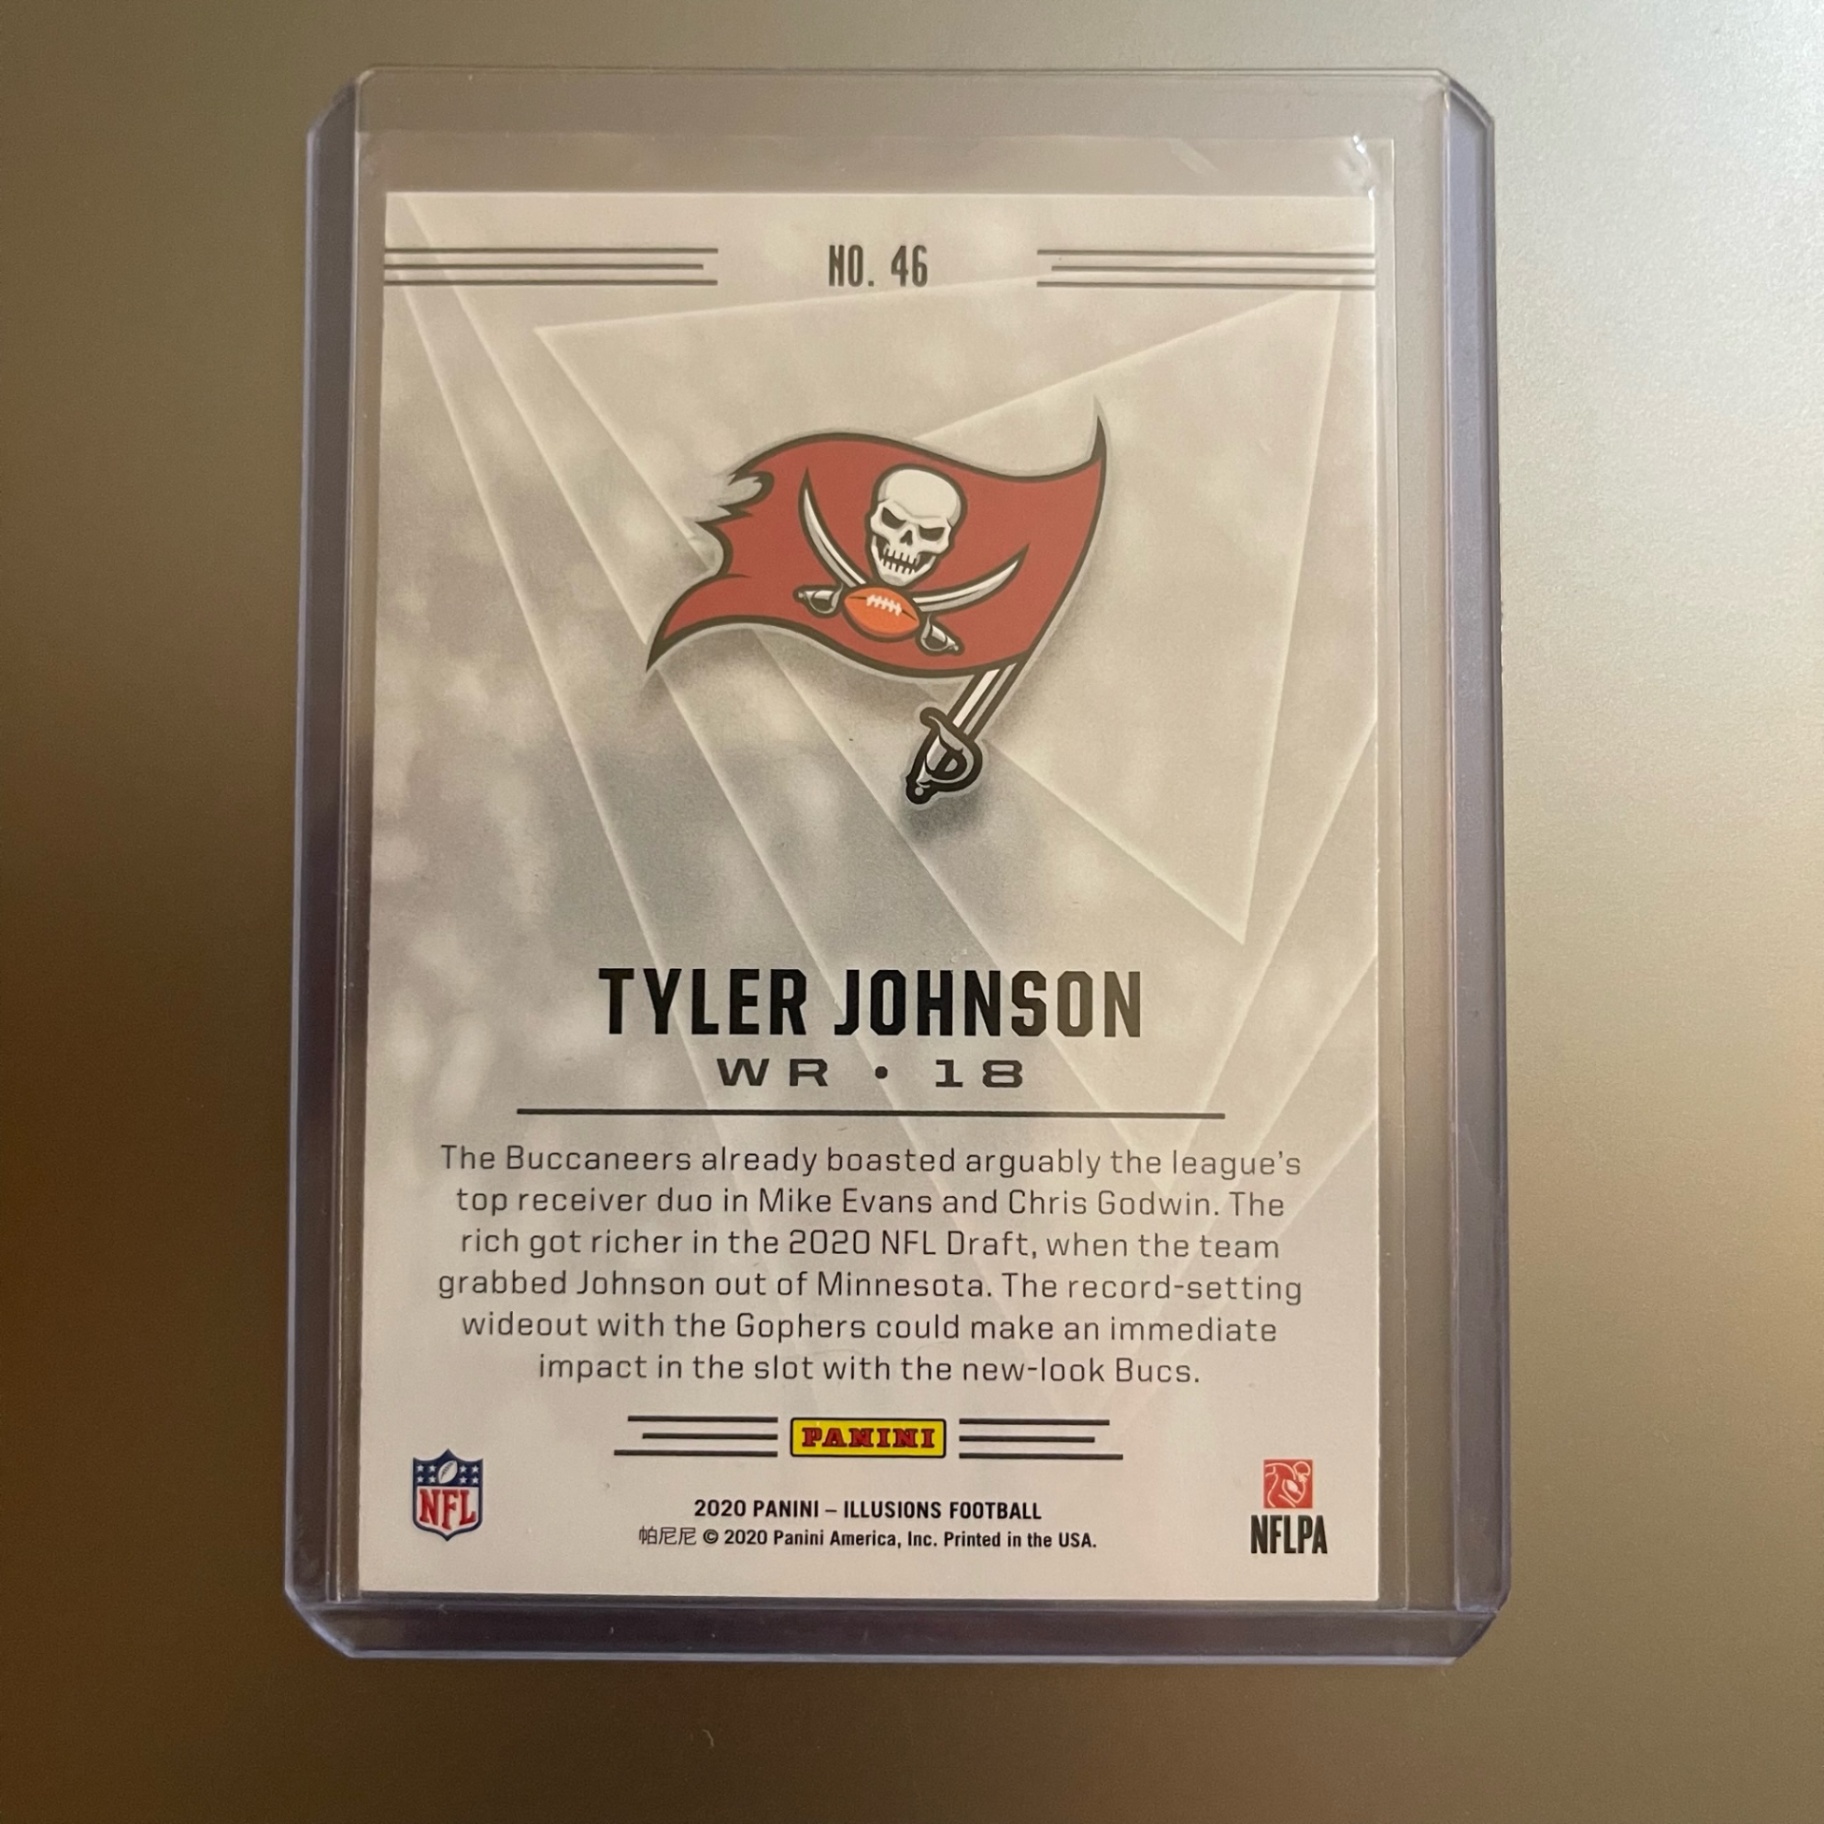 NO. 46
TYLER JOHNSON
WR • 18
The Buccaneers already boasted arguably the league's
top receiver duo in Mike Evans and Chris Godwin. The
rich got richer in the 2020 NFL Draft, when the team
grabbed Johnson out of Minnesota. The record-setting
wideout with the Gophers could make an immediate
impact in the slot with the new-look Bucs.
PANINI
NFL
2020 PANINI – ILLUSIONS FOOTBALL
帕尼尼 © 2020 Panini America, Inc. Printed in the USA.
NFLPA